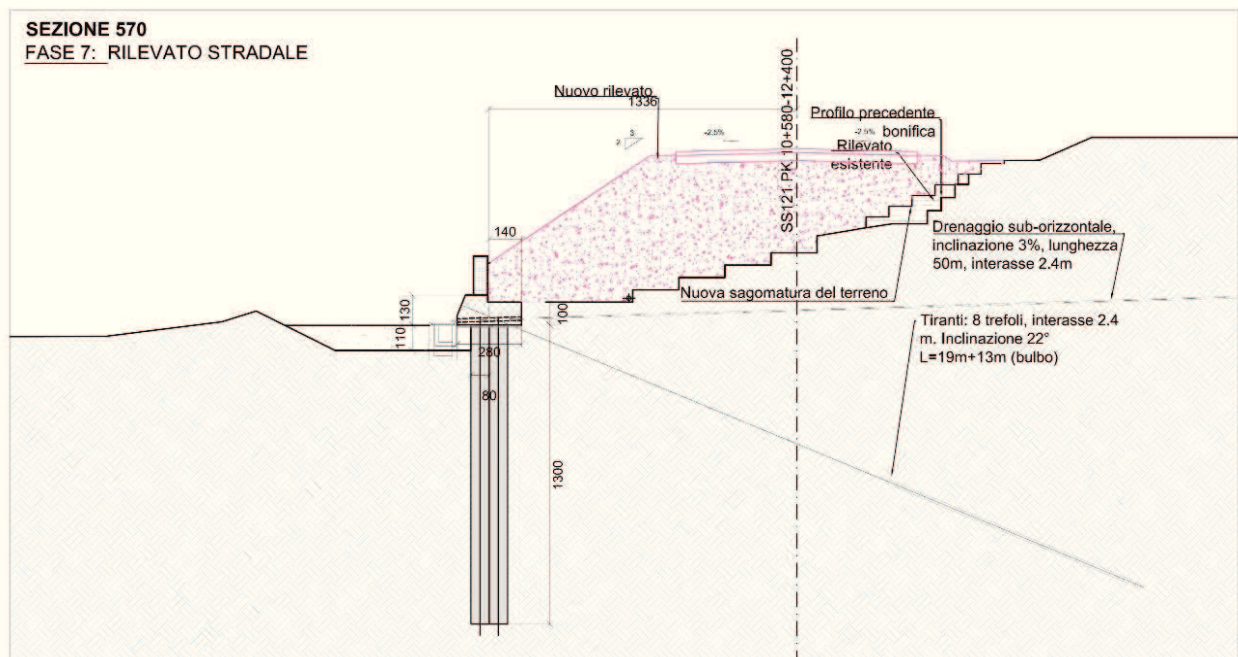 SEZIONE 570
FASE 7: RILEVATO STRADALE
Nuovo rilevato
1336
SS121 PK 10+580-12+400
Profilo precedente
bonifica
3
2
-2.5%
-2.5%
Rilevato
esistente
140
Drenaggio sub-orizzontale,
inclinazione 3%, lunghezza
50m, interasse 2.4m
Nuova sagomatura del terreno
130
100
110
280
80
Tiranti: 8 trefoli, interasse 2.4
m. Inclinazione 22°
L=19m+13m (bulbo)
1300